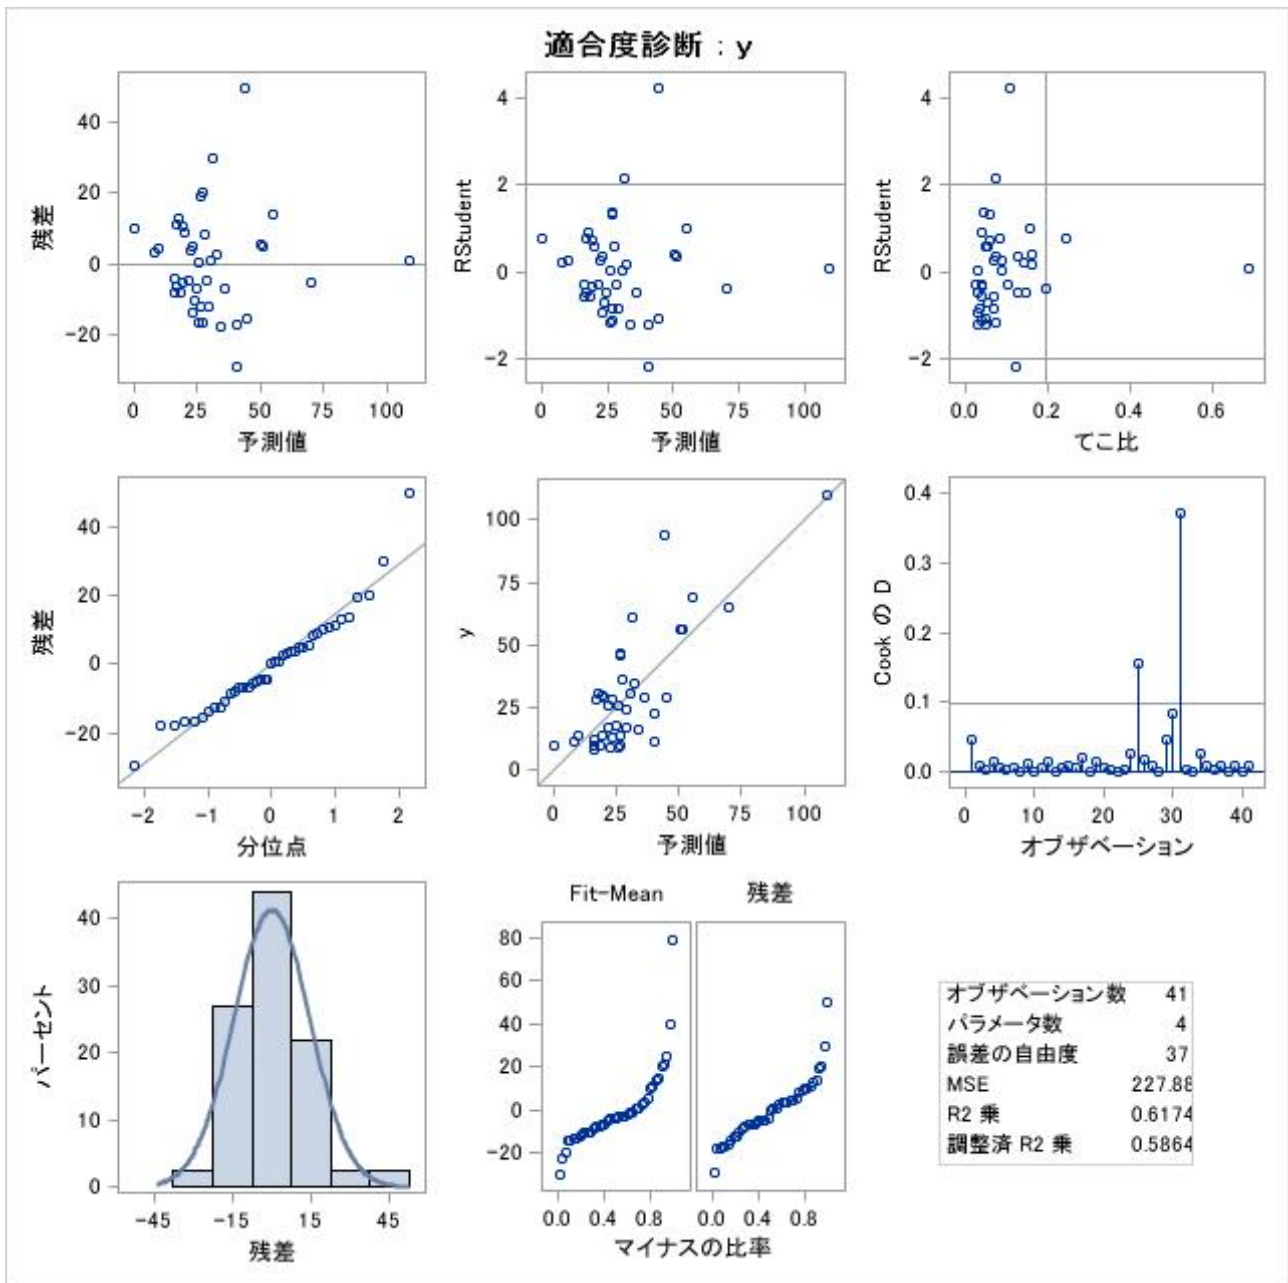 適合度診断 : y
残差
40
20
0
-20
0 25 50 75 100
予測値
RStudent
4
2
0
-2
0 25 50 75 100
予測値
RStudent
4
2
0
-2
0.0 0.2 0.4 0.6
てこ比
残差
40
20
0
-20
-2 -1 0 1 2
分位点
y
100
75
50
25
0
0 25 50 75 100
予測値
Cook の D
0.4
0.3
0.2
0.1
0.0
0 10 20 30 40
オブザベーション
パーセント
40
30
20
10
0
-45 -15 15 45
残差
Fit-Mean 残差
80
60
40
20
0
-20
0.0 0.4 0.8 0.0 0.4 0.8
マイナスの比率
オブザベーション数 41
パラメータ数 4
誤差の自由度 37
MSE 227.88
R2 乗 0.6174
調整済 R2 乗 0.5864